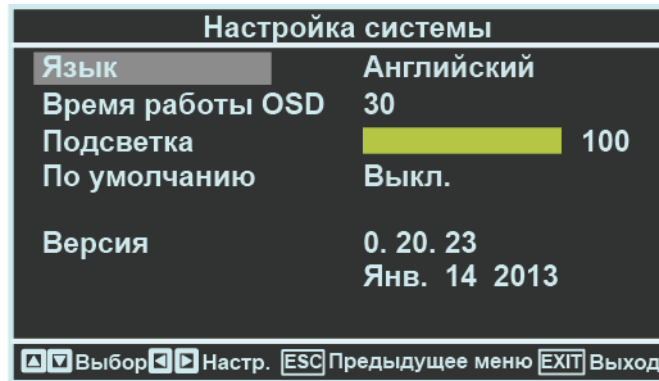 Настройка системы
Язык Английский
Время работы OSD 30
Подсветка 100
По умолчанию Выкл.
Версия 0. 20. 23
Янв. 14 2013
Выбор Настр. ESC Предыдущее меню EXIT Выход